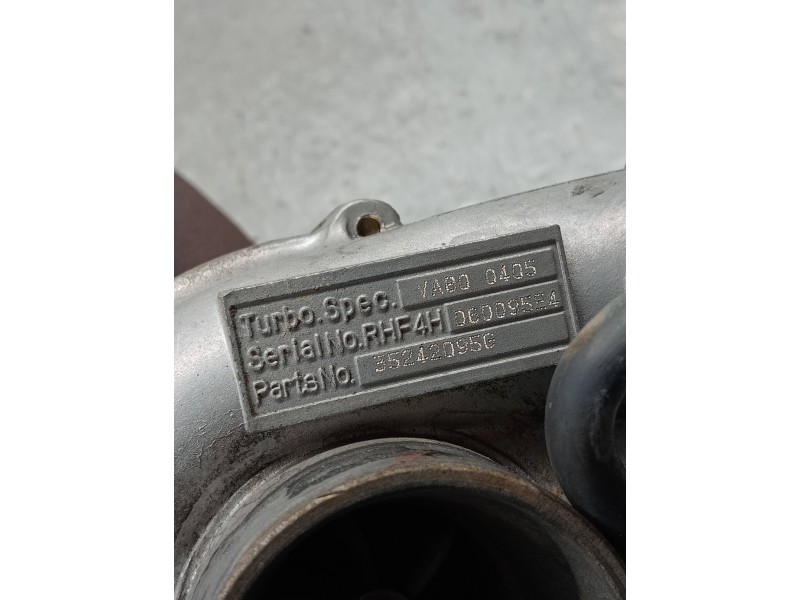 Turbo.Spec. VA80 0405
Serial No.RHF4H 06009554
Parts No. 35242095G